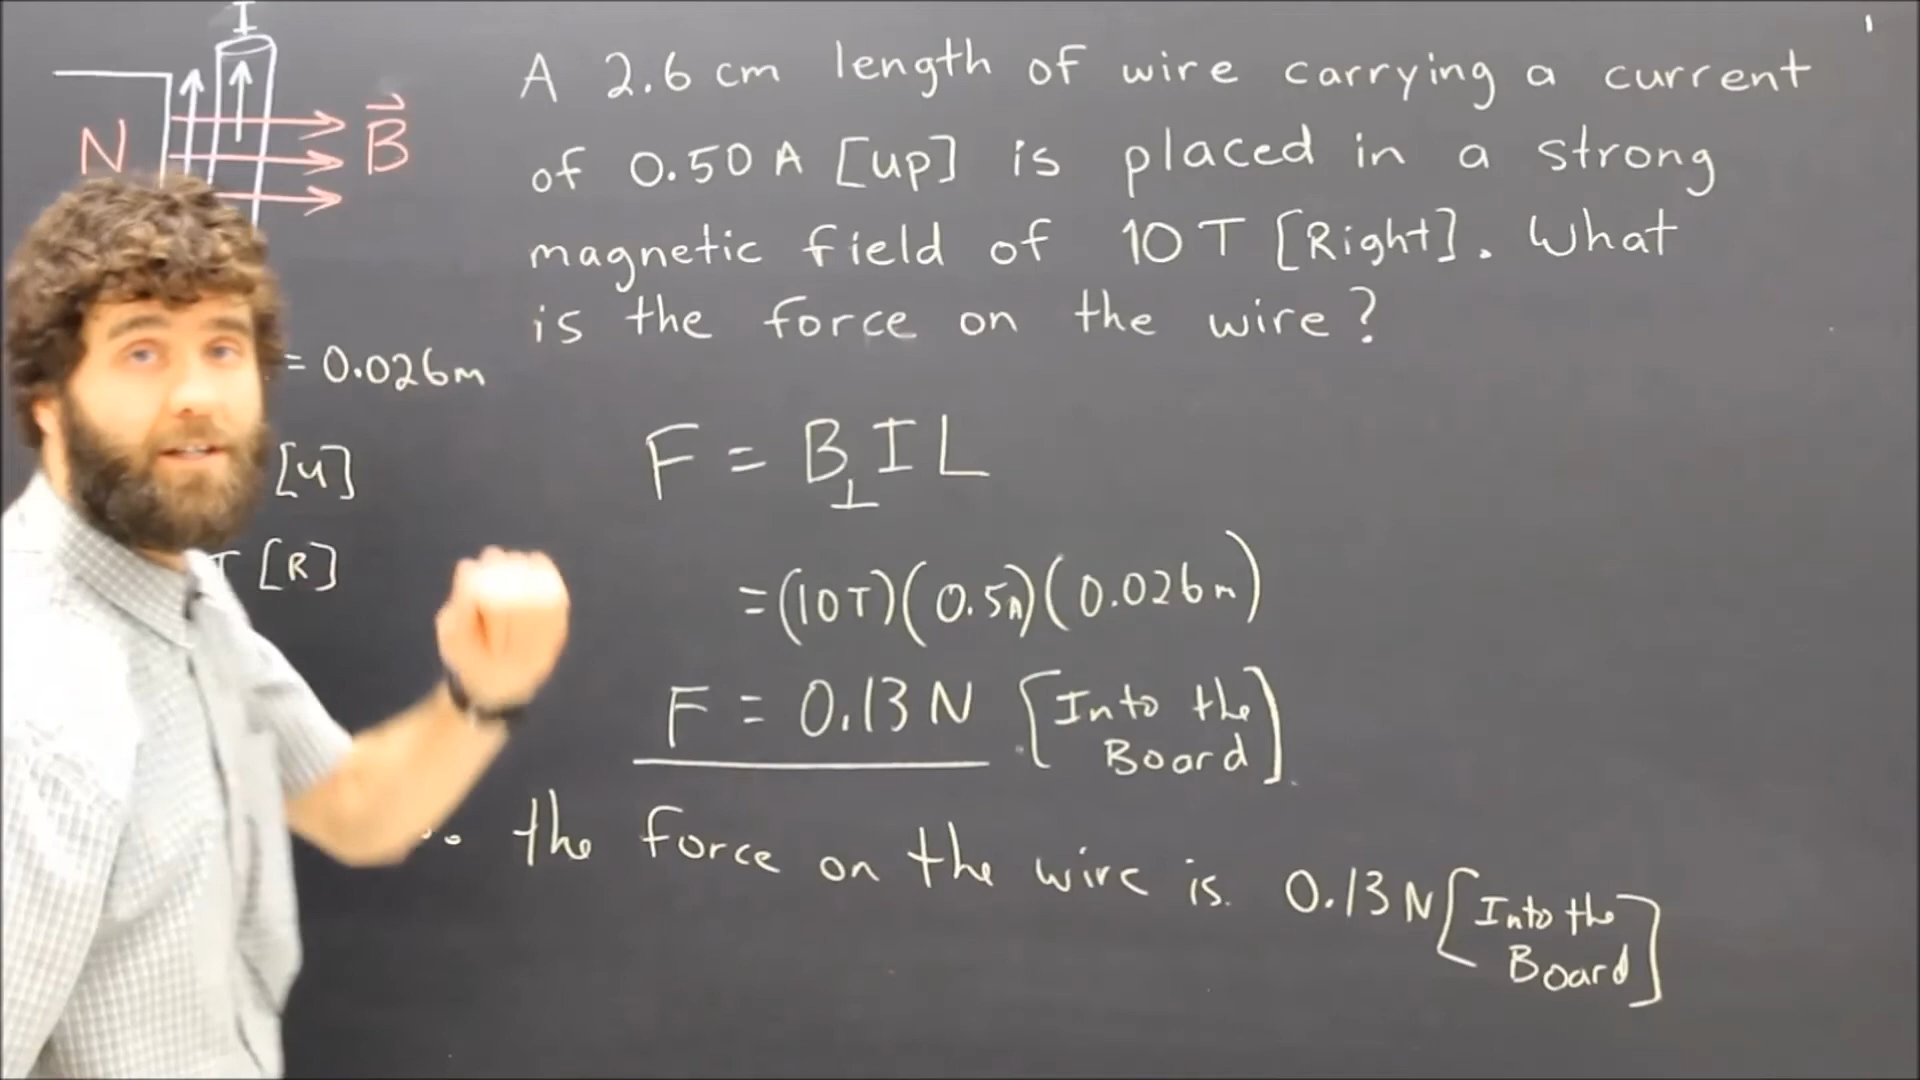 I
N
B
A 2.6 cm length of wire carrying a current
of 0.50 A [up] is placed in a strong
magnetic field of 10 T [Right]. What
is the force on the wire?
= 0.026m
F = B⊥IL
[U]
T [R]
=(10T)(0.5A)(0.026m)
F = 0.13 N [Into the
Board]
∴ the force on the wire is. 0.13 N [Into the
Board]